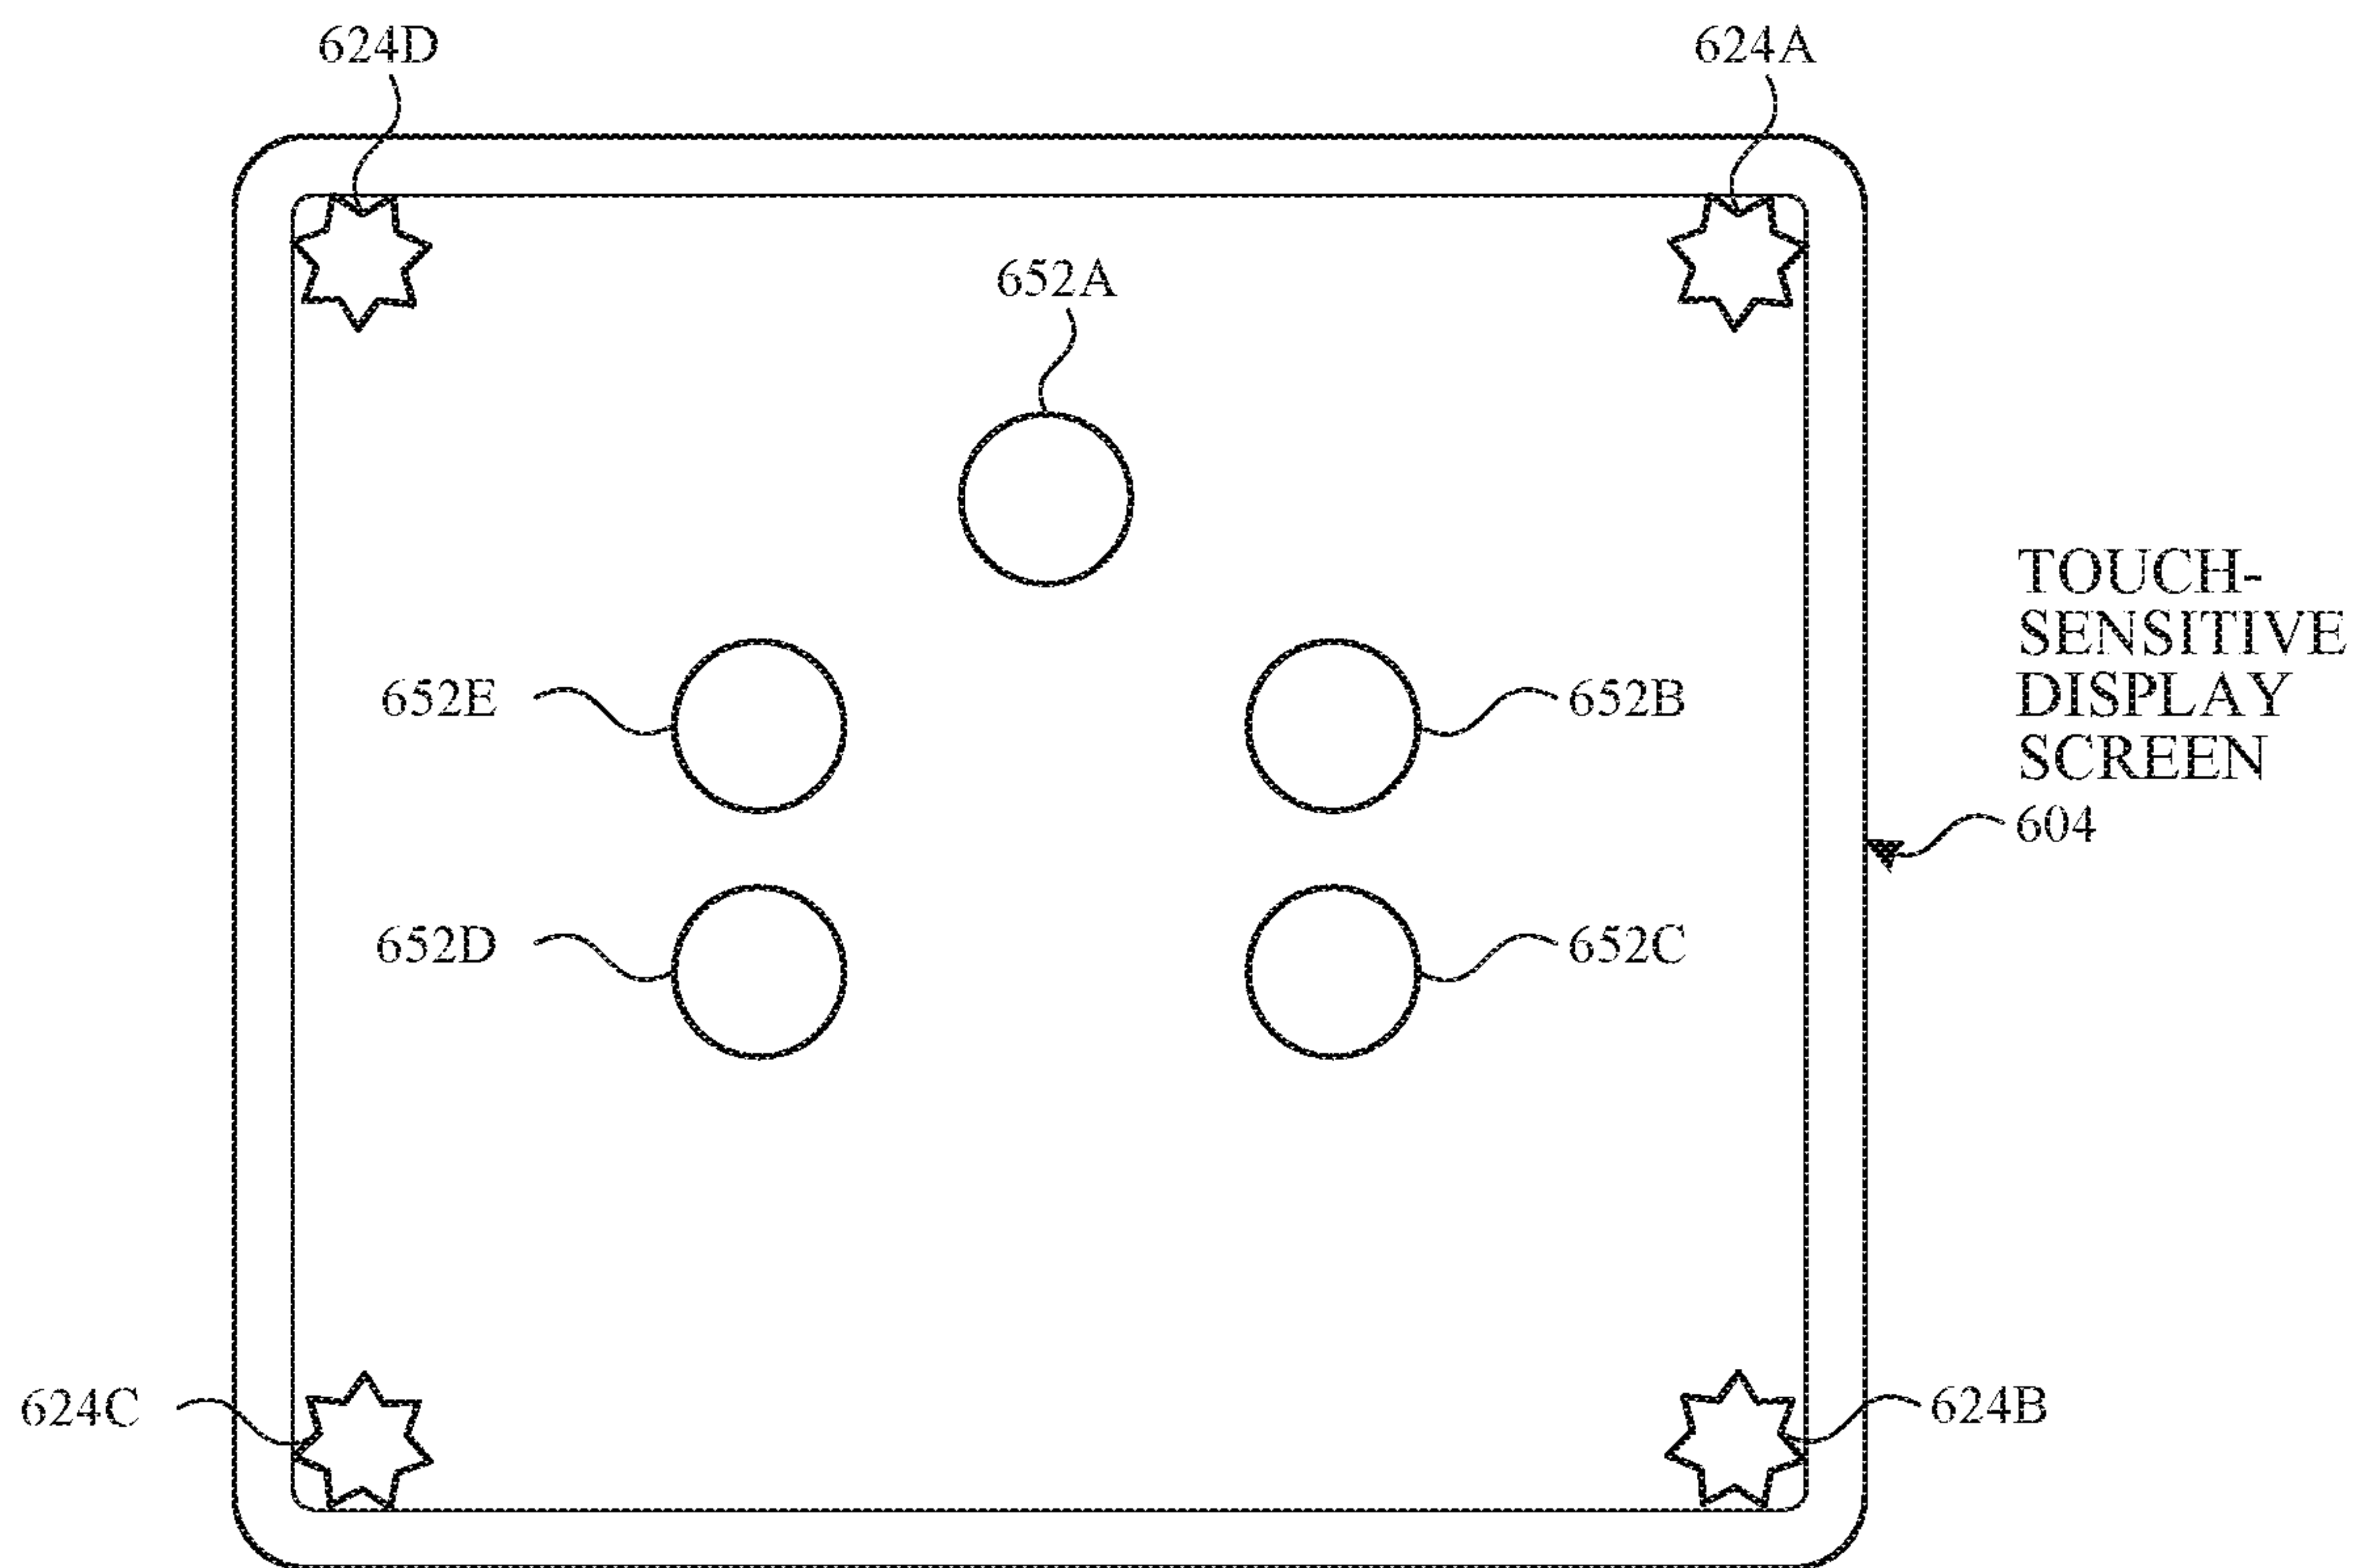 624D
624A
652A
TOUCH-
SENSITIVE
DISPLAY
SCREEN
652E
652B
604
652D
652C
624C
624B